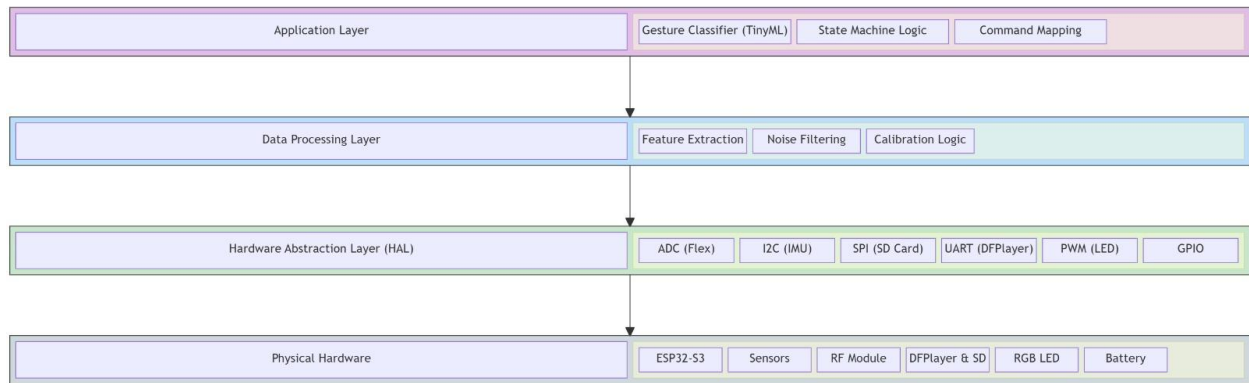 Application Layer
Gesture Classifier (TinyML)
State Machine Logic
Command Mapping
Data Processing Layer
Feature Extraction
Noise Filtering
Calibration Logic
Hardware Abstraction Layer (HAL)
ADC (Flex)
I2C (IMU)
SPI (SD Card)
UART (DFPlayer)
PWM (LED)
GPIO
Physical Hardware
ESP32-S3
Sensors
RF Module
DFPlayer & SD
RGB LED
Battery